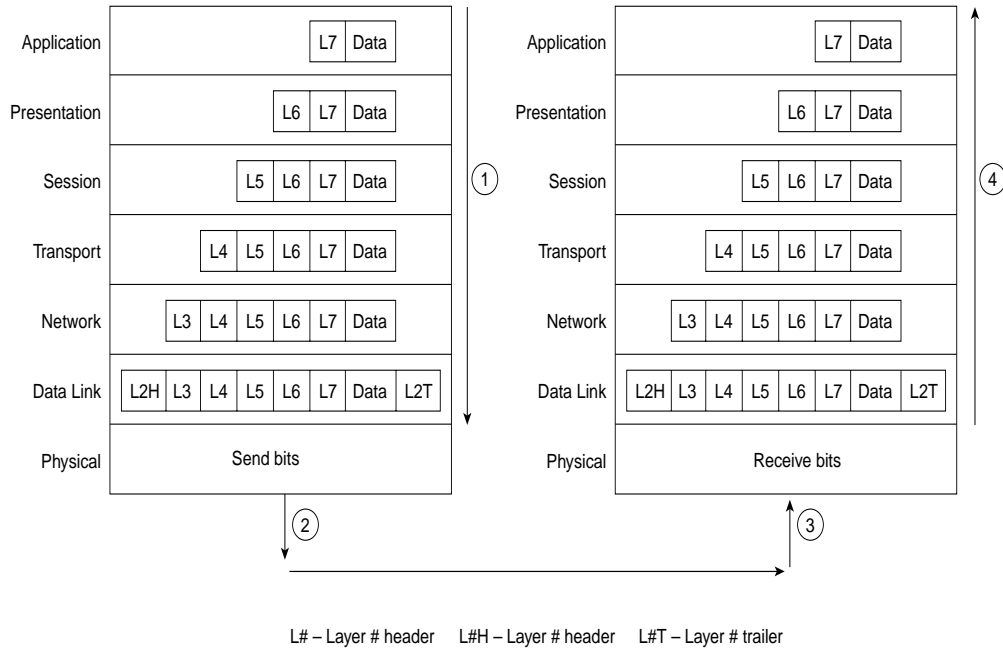 Application L7 Data
Presentation L6 L7 Data
Session L5 L6 L7 Data
Transport L4 L5 L6 L7 Data
Network L3 L4 L5 L6 L7 Data
Data Link L2H L3 L4 L5 L6 L7 Data L2T
Physical Send bits
1
2
Application L7 Data
Presentation L6 L7 Data
Session L5 L6 L7 Data
Transport L4 L5 L6 L7 Data
Network L3 L4 L5 L6 L7 Data
Data Link L2H L3 L4 L5 L6 L7 Data L2T
Physical Receive bits
3
4
L# – Layer # header L#H – Layer # header L#T – Layer # trailer